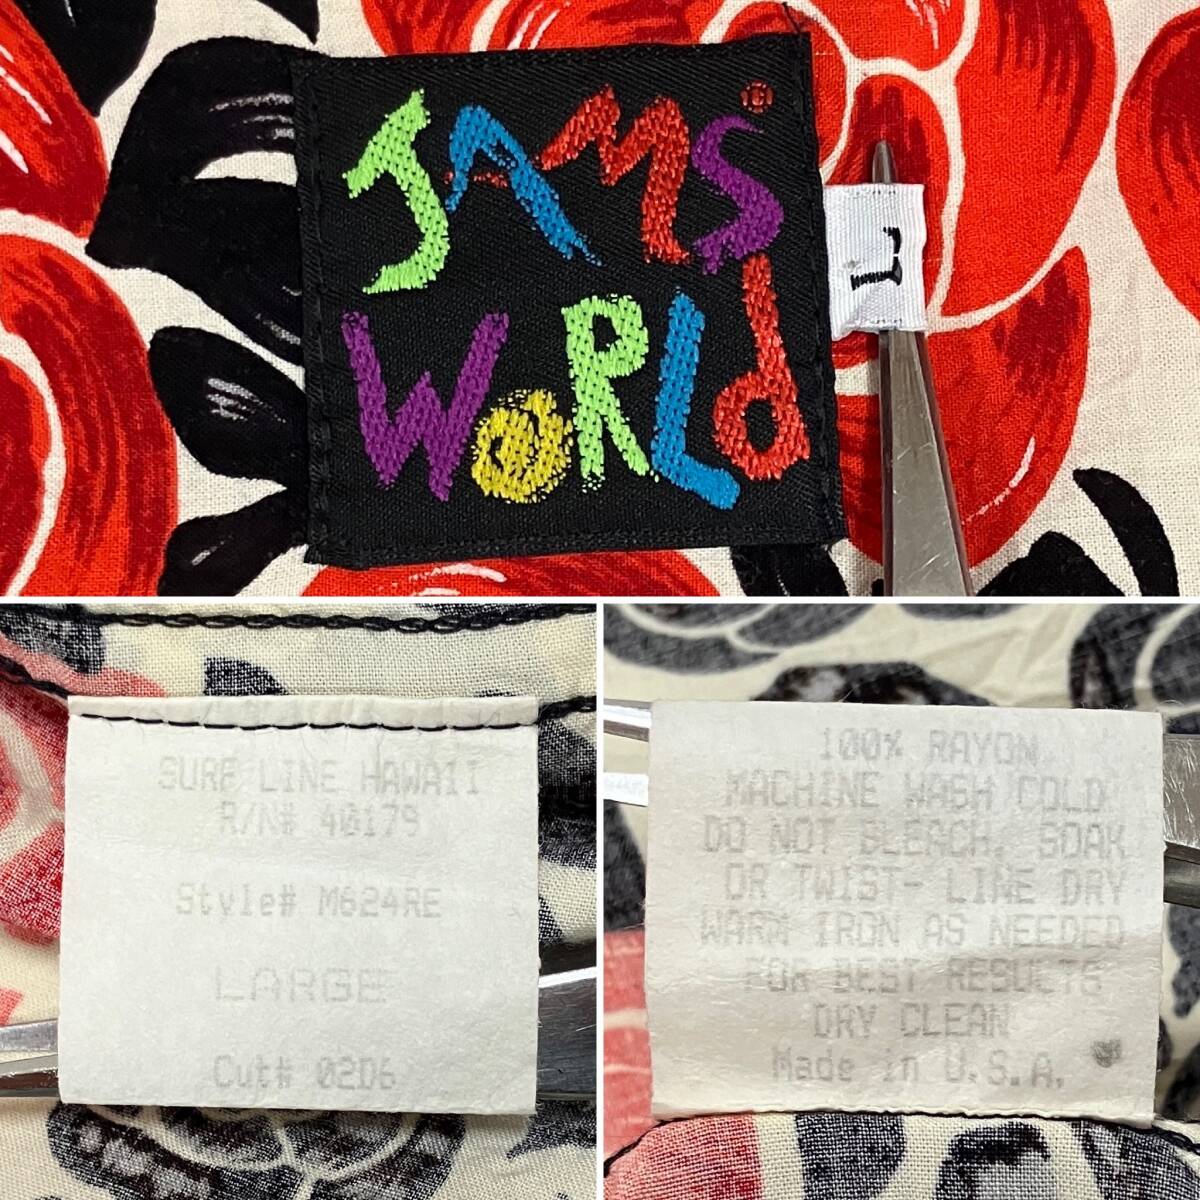 JAMS
WORLD
L
SURF LINE HAWAII
R/N# 40179
Style# M624RE
LARGE
Cut# 02D6
100% RAYON
MACHINE WASH COLD
DO NOT BLEACH, SOAK
OR TWIST- LINE DRY
WARM IRON AS NEEDED
FOR BEST RESULTS
DRY CLEAN
Made in U.S.A.